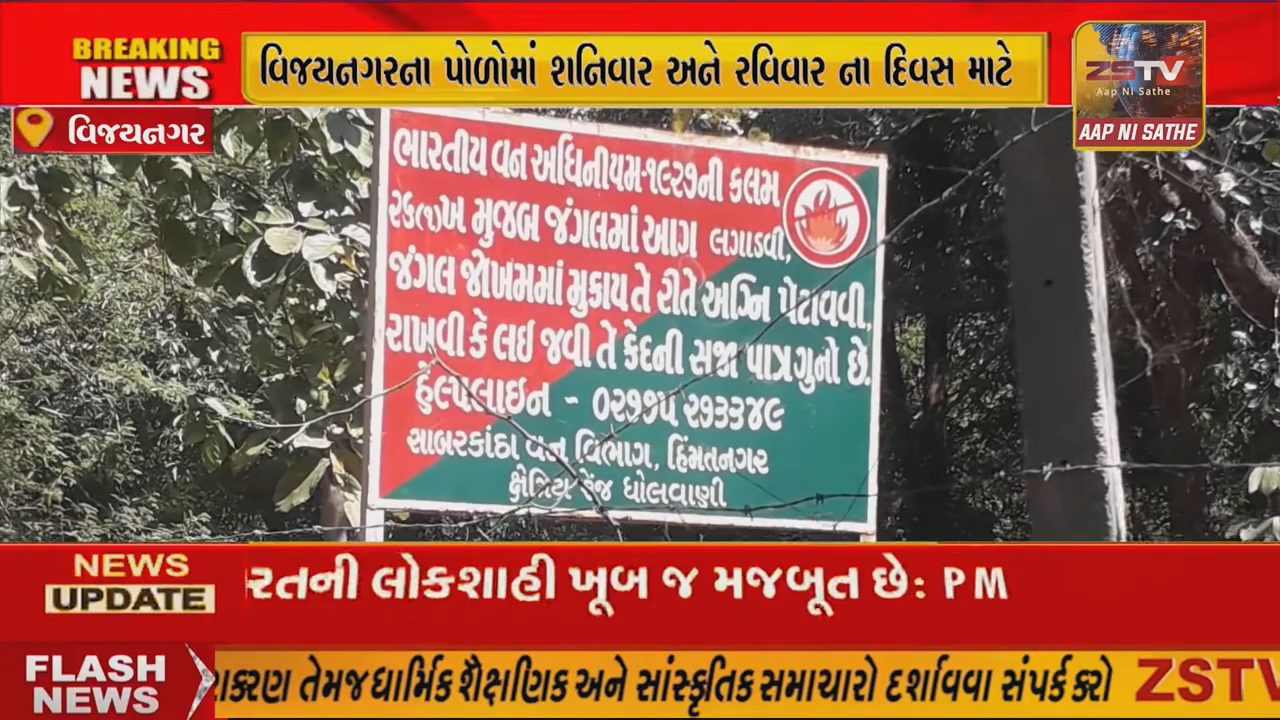 BREAKING NEWS
વિજયનગરના પોળોમાં શનિવાર અને રવિવાર ના દિવસ માટે
ZSTV
Aap Ni Sathe
AAP NI SATHE
વિજયનગર
ભારતીય વન અધિનીયમ-૧૯૨૭ની કલમ
૨૬(૧)ખ મુજબ જંગલમાં આગ લગાડવી,
જંગલ જોખમમાં મુકાય તે રીતે અગ્નિ પેટાવવી,
રાખવી કે લઇ જવી તે કેદની સજા પાત્ર ગુનો છે.
હેલ્પલાઇન - ૦૨૭૭૫ ૨૭૩૩૪૯
સાબરકાંઠા વન વિભાગ, હિંમતનગર
ક્ષેત્રિય રેંજ ધોલવાણી
NEWS UPDATE
રતની લોકશાહી ખૂબ જ મજબૂત છે: PM
FLASH NEWS
તેમજ ધાર્મિક શૈક્ષણિક અને સાંસ્કૃતિક સમાચારો દર્શાવવા સંપર્ક કરો ZSTV